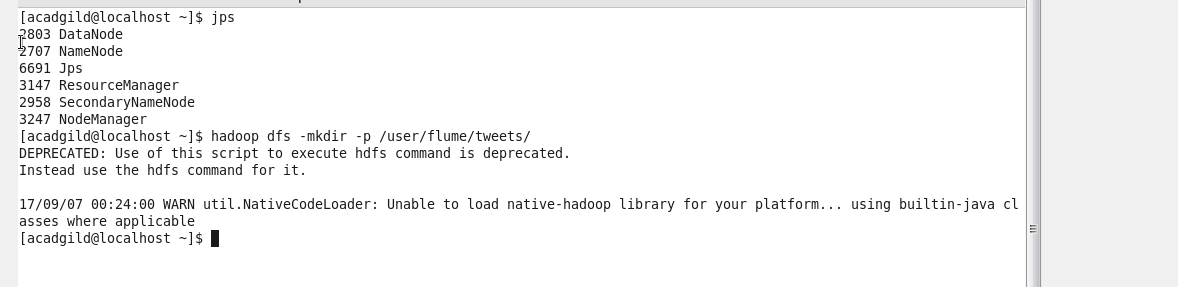 [acadgild@localhost ~]$ jps
2803 DataNode
2707 NameNode
6691 Jps
3147 ResourceManager
2958 SecondaryNameNode
3247 NodeManager
[acadgild@localhost ~]$ hadoop dfs -mkdir -p /user/flume/tweets/
DEPRECATED: Use of this script to execute hdfs command is deprecated.
Instead use the hdfs command for it.
17/09/07 00:24:00 WARN util.NativeCodeLoader: Unable to load native-hadoop library for your platform... using builtin-java cl
asses where applicable
[acadgild@localhost ~]$